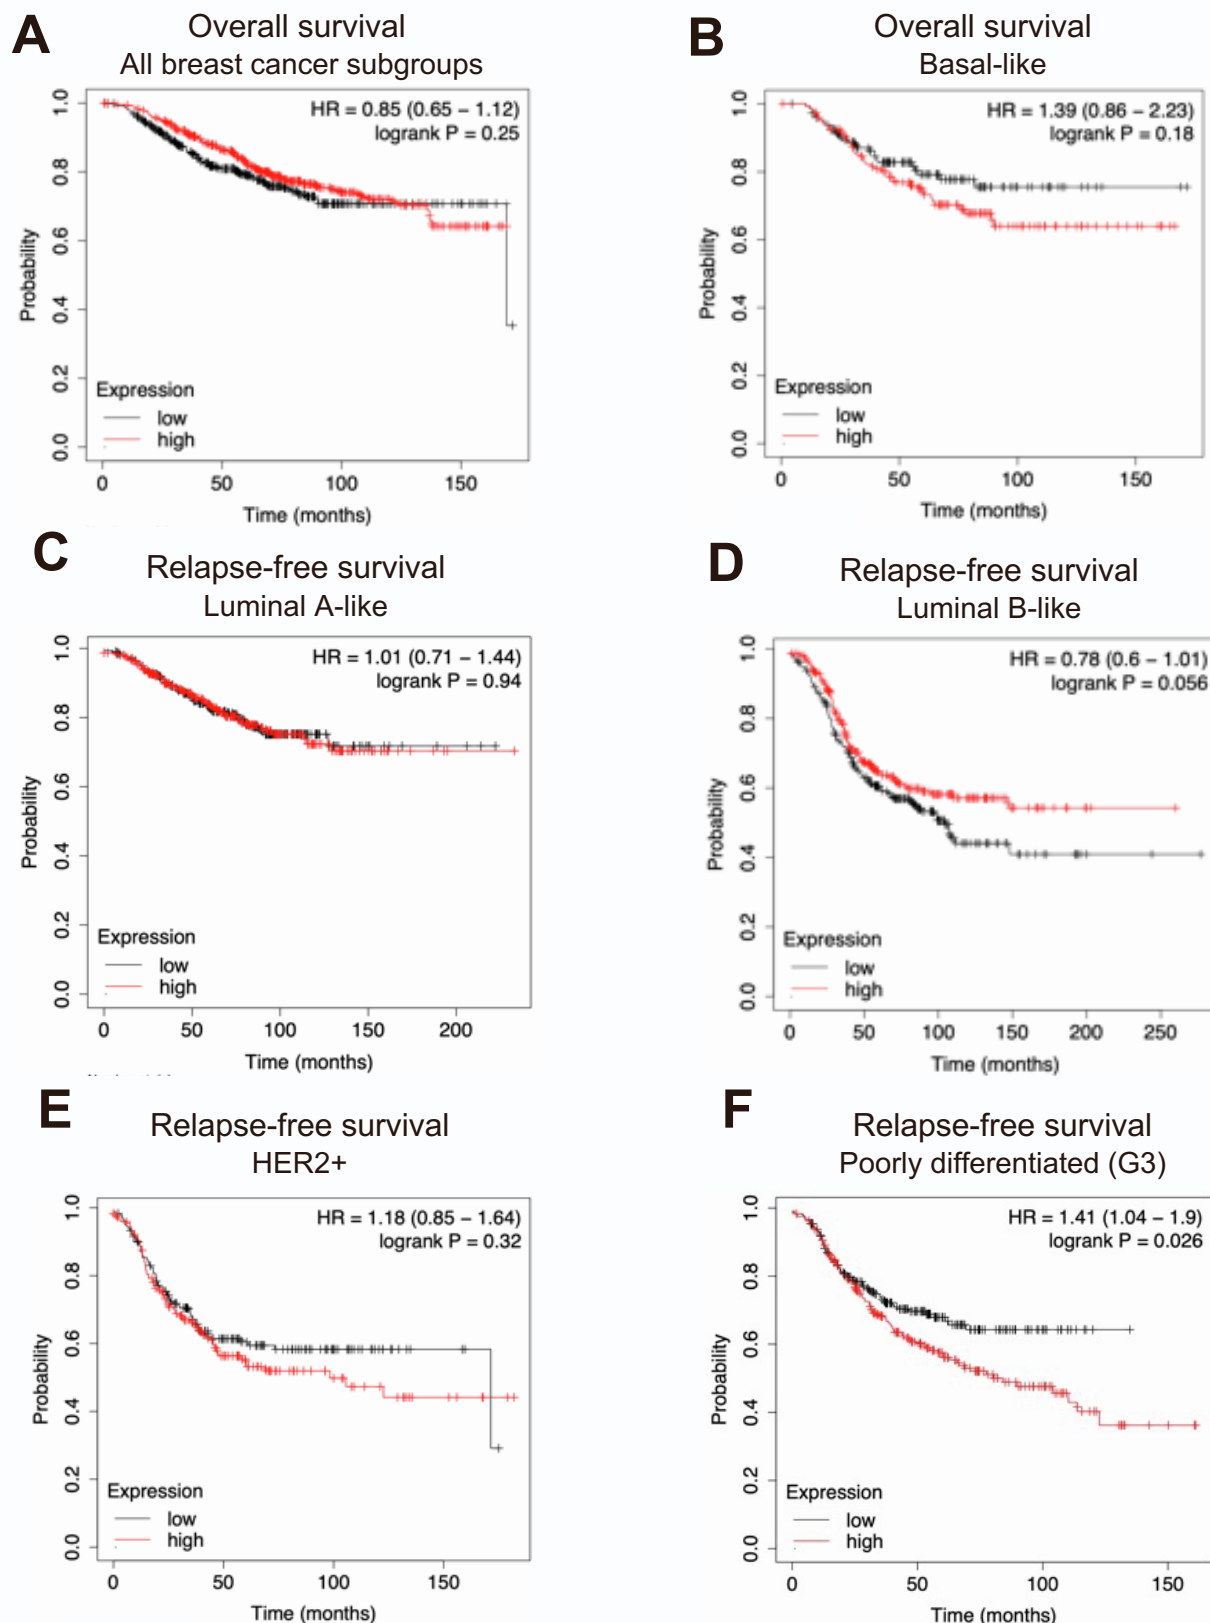 A
Overall survival
All breast cancer subgroups
HR = 0.85 (0.65 – 1.12)
logrank P = 0.25
Probability
1.0
0.8
0.6
0.4
0.2
0.0
Expression
low
high
0 50 100 150
Time (months)
B
Overall survival
Basal-like
HR = 1.39 (0.86 – 2.23)
logrank P = 0.18
Probability
1.0
0.8
0.6
0.4
0.2
0.0
Expression
low
high
0 50 100 150
Time (months)
C
Relapse-free survival
Luminal A-like
HR = 1.01 (0.71 – 1.44)
logrank P = 0.94
Probability
1.0
0.8
0.6
0.4
0.2
0.0
Expression
low
high
0 50 100 150 200
Time (months)
D
Relapse-free survival
Luminal B-like
HR = 0.78 (0.6 – 1.01)
logrank P = 0.056
Probability
1.0
0.8
0.6
0.4
0.2
0.0
Expression
low
high
0 50 100 150 200 250
Time (months)
E
Relapse-free survival
HER2+
HR = 1.18 (0.85 – 1.64)
logrank P = 0.32
Probability
1.0
0.8
0.6
0.4
0.2
0.0
Expression
low
high
0 50 100 150
Time (months)
F
Relapse-free survival
Poorly differentiated (G3)
HR = 1.41 (1.04 – 1.9)
logrank P = 0.026
Probability
1.0
0.8
0.6
0.4
0.2
0.0
Expression
low
high
0 50 100 150
Time (months)